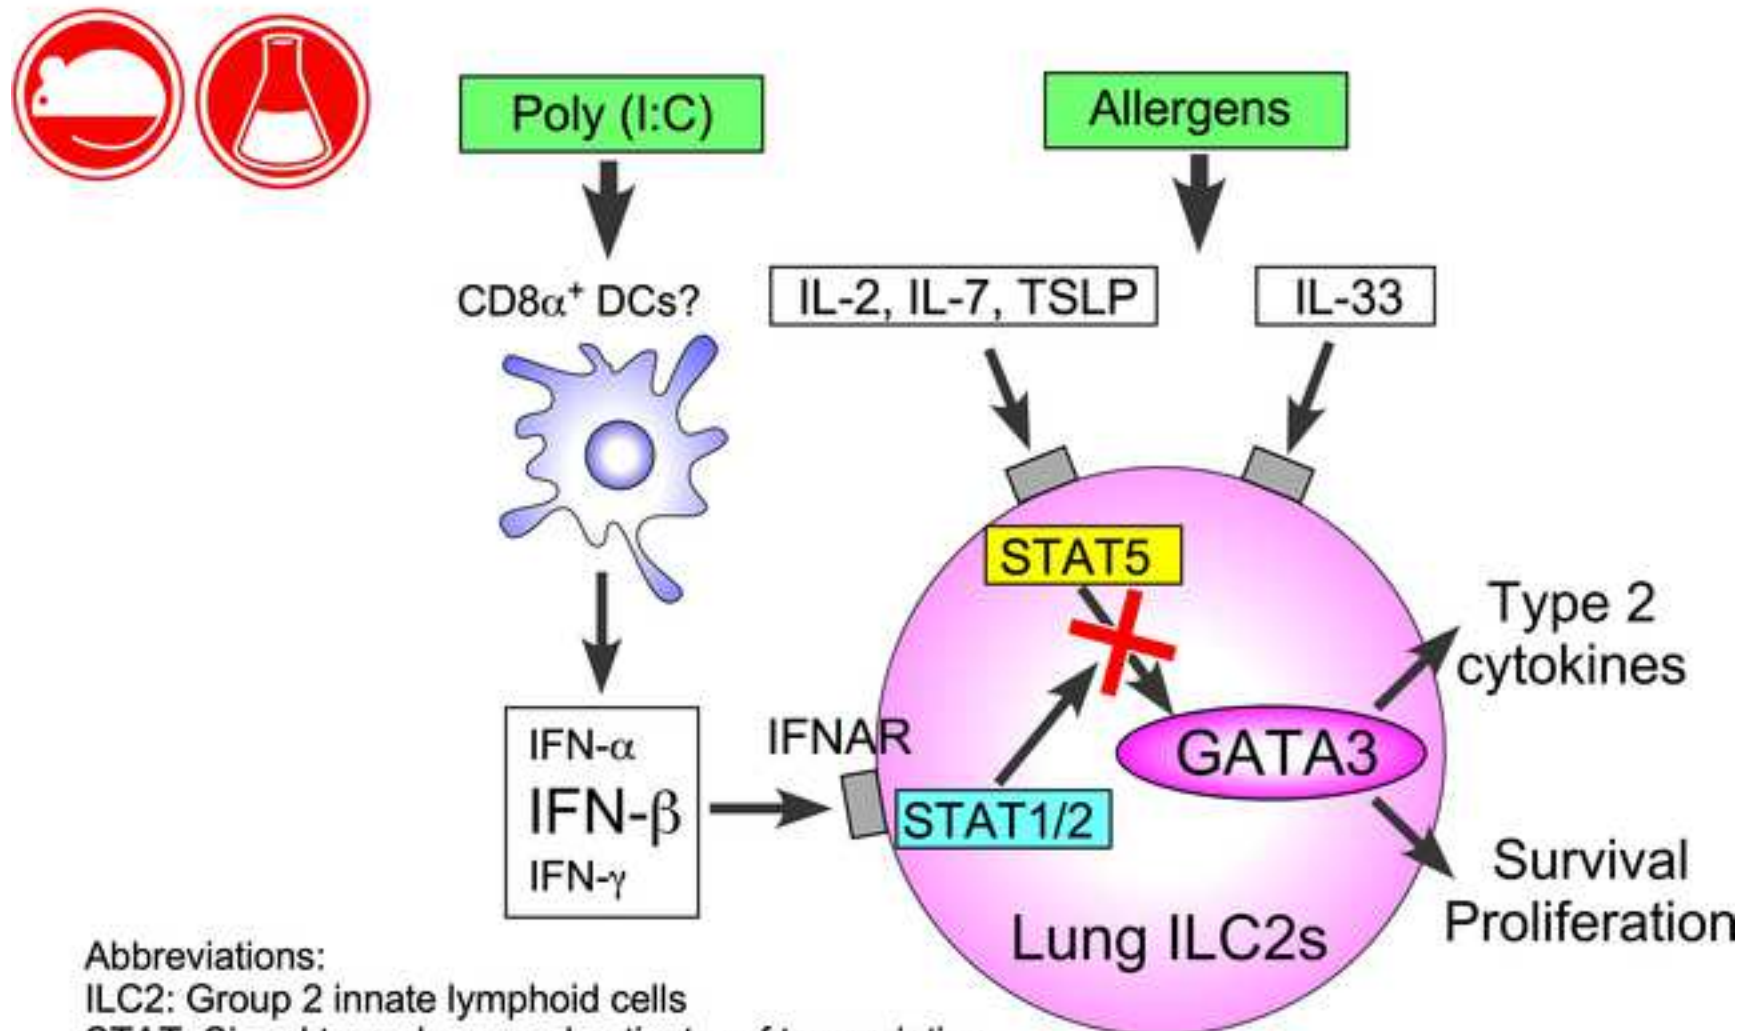 Poly (I:C)
Allergens
CD8α⁺ DCs?
IL-2, IL-7, TSLP
IL-33
STAT5
Type 2
cytokines
IFN-α
IFN-β
IFN-γ
IFNAR
STAT1/2
GATA3
Survival
Proliferation
Lung ILC2s
Abbreviations:
ILC2: Group 2 innate lymphoid cells